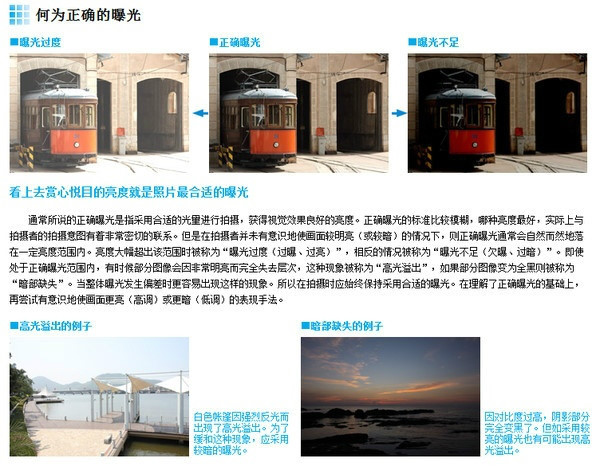 何为正确的曝光
■曝光过度
■正确曝光
■曝光不足
看上去赏心悦目的亮度就是照片最合适的曝光
通常所说的正确曝光是指采用合适的光量进行拍摄，获得视觉效果良好的亮度。正确曝光的标准比较模糊，哪种亮度最好，实际上与
拍摄者的拍摄意图有着非常密切的联系。但是在拍摄者并未有意识地使画面较明亮（或较暗）的情况下，则正确曝光通常会自然而然地落
在一定亮度范围内。亮度大幅超出该范围时被称为“曝光过度（过曝、过亮）”，相反的情况被称为“曝光不足（欠曝、过暗）”。即使
处于正确曝光范围内，有时候部分图像会因非常明亮而完全失去层次，这种现象被称为“高光溢出”，如果部分图像变为全黑则被称为
“暗部缺失”。当整体曝光发生偏差时更容易出现这样的现象。所以在拍摄时应始终保持采用合适的曝光。在理解了正确曝光的基础上，
再尝试有意识地使画面更亮（高调）或更暗（低调）的表现手法。
■高光溢出的例子
白色帐篷因强烈反光而
出现了高光溢出。为了
缓和这种现象，应采用
较暗的曝光。
■暗部缺失的例子
因对比度过高，阴影部分
完全变黑了。但如采用较
亮的曝光也有可能出现高
光溢出。